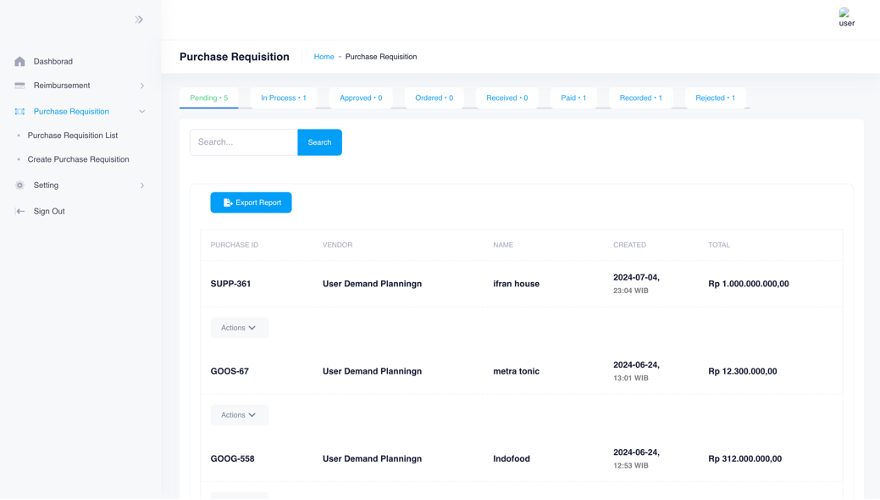 user
Purchase Requisition
Home - Purchase Requisition
Dashborad
Reimbursement
Purchase Requisition
Purchase Requisition List
Create Purchase Requisition
Setting
Sign Out
Pending • 5
In Process • 1
Approved • 0
Ordered • 0
Received • 0
Paid • 1
Recorded • 1
Rejected • 1
Search...
Search
Export Report
PURCHASE ID VENDOR NAME CREATED TOTAL
SUPP-361 User Demand Planningn ifran house 2024-07-04, Rp 1.000.000.000,00
23:04 WIB
Actions
GOOS-67 User Demand Planningn metra tonic 2024-06-24, Rp 12.300.000,00
13:01 WIB
Actions
GOOG-558 User Demand Planningn Indofood 2024-06-24, Rp 312.000.000,00
12:53 WIB